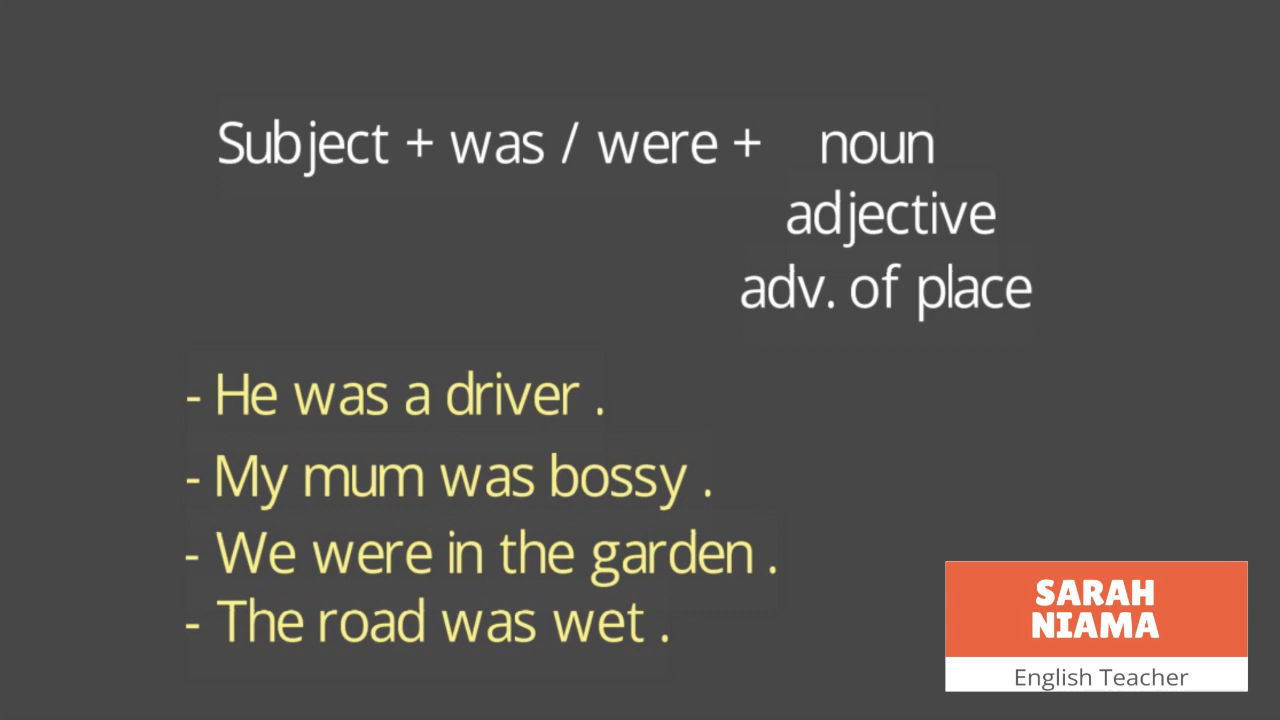 Subject + was / were + noun
adjective
adv. of place
- He was a driver .
- My mum was bossy .
- We were in the garden .
- The road was wet .
SARAH
NIAMA
English Teacher